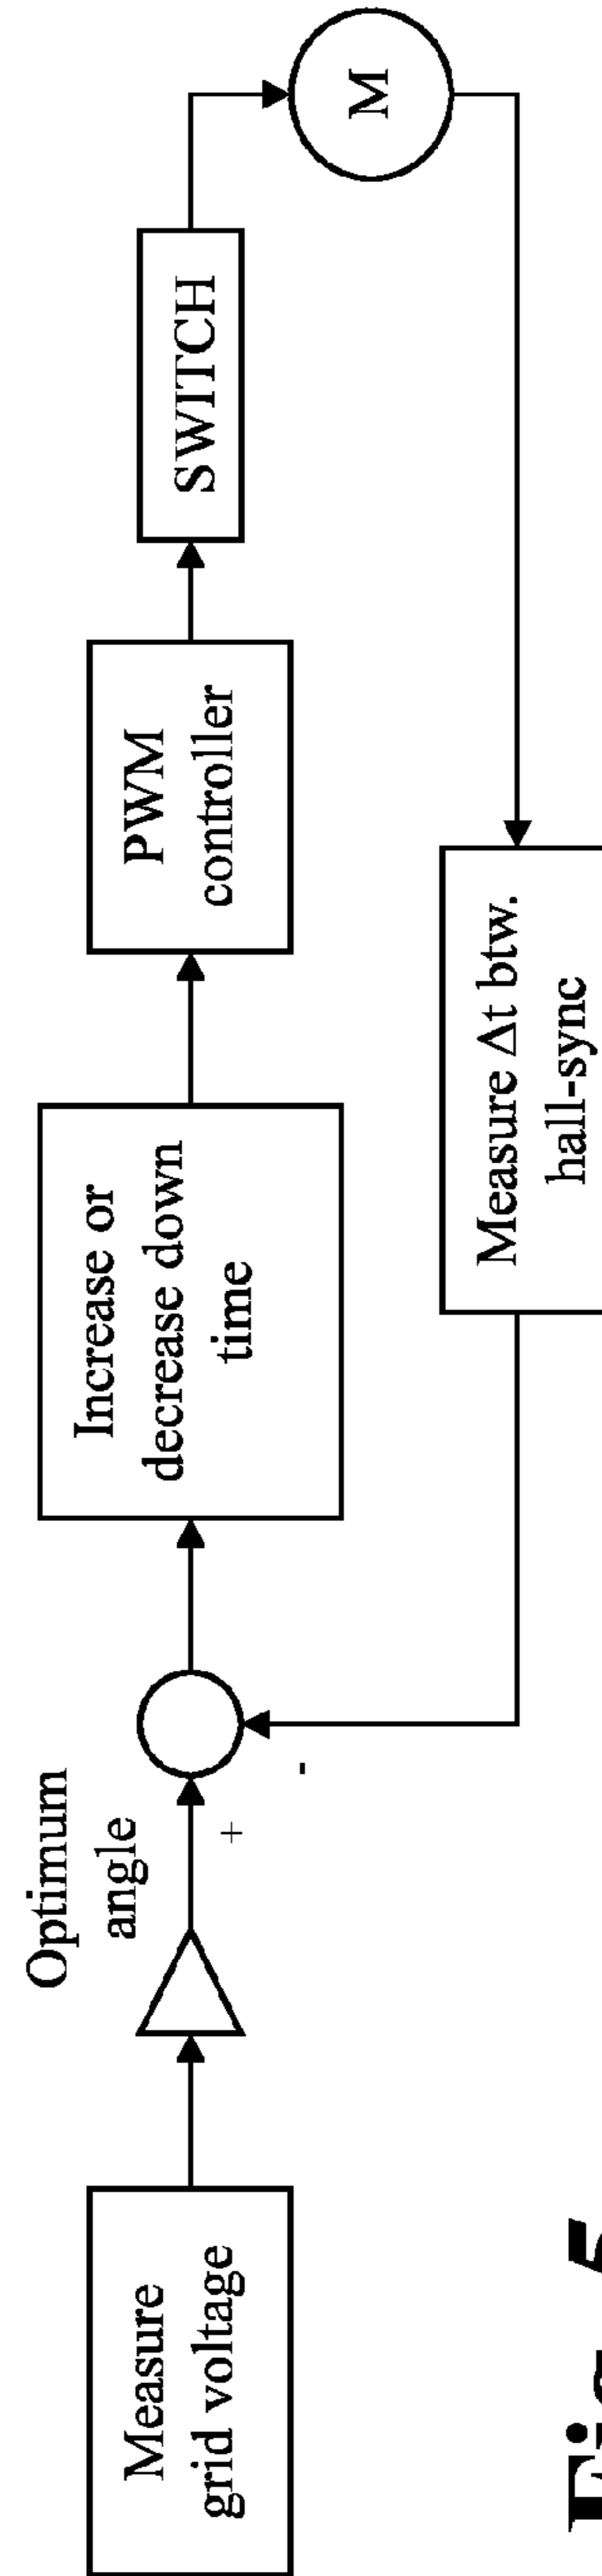 Measure
grid voltage
Optimum
angle
+
-
Increase or
decrease down
time
PWM
controller
SWITCH
M
Measure Δt btw.
hall-sync